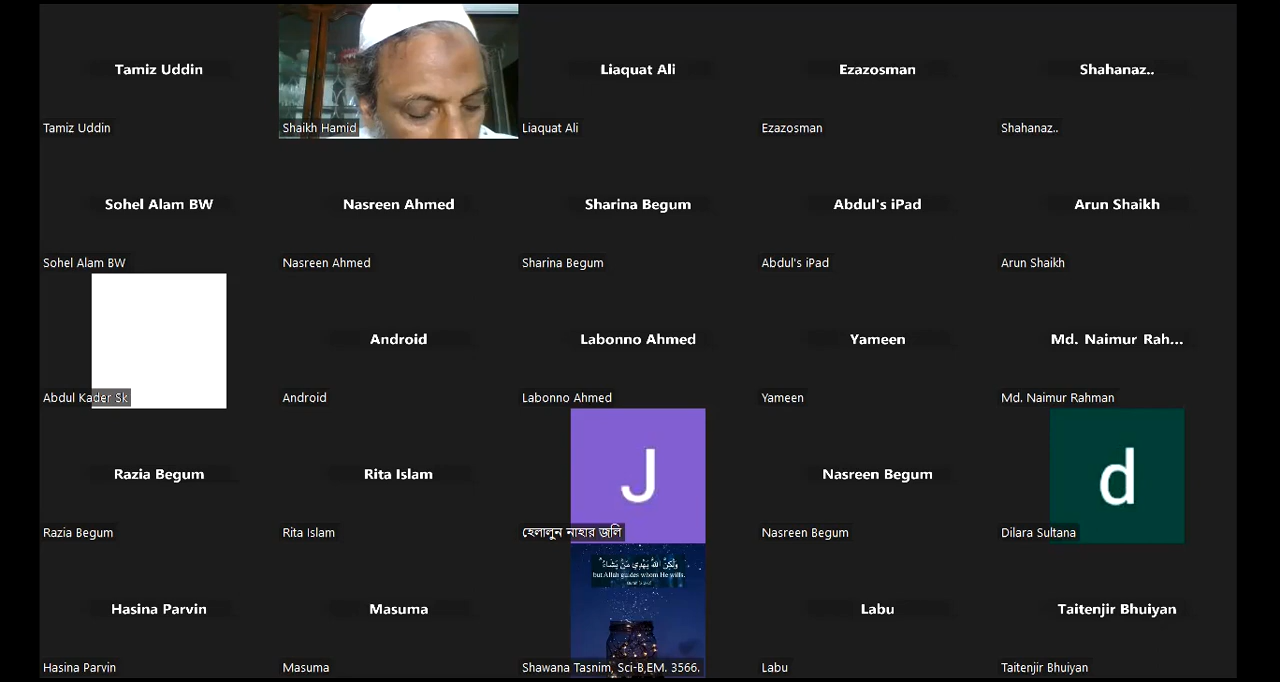 Tamiz Uddin
Tamiz Uddin
Shaikh Hamid
Liaquat Ali
Liaquat Ali
Ezazosman
Ezazosman
Shahanaz..
Shahanaz..
Sohel Alam BW
Sohel Alam BW
Nasreen Ahmed
Nasreen Ahmed
Sharina Begum
Sharina Begum
Abdul's iPad
Abdul's iPad
Arun Shaikh
Arun Shaikh
Abdul Kader Sk
Android
Android
Labonno Ahmed
Labonno Ahmed
Yameen
Yameen
Md. Naimur Rah...
Md. Naimur Rahman
Razia Begum
Razia Begum
Rita Islam
Rita Islam
J
হেলালুন নাহার জলি
Nasreen Begum
Nasreen Begum
d
Dilara Sultana
Hasina Parvin
Hasina Parvin
Masuma
Masuma
وَلَٰكِنَّ اللَّهَ يَهْدِي مَنْ يَشَاءُ
but Allah guides whom He wills.
Shawana Tasnim, Sci-B,EM. 3566.
Labu
Labu
Taitenjir Bhuiyan
Taitenjir Bhuiyan